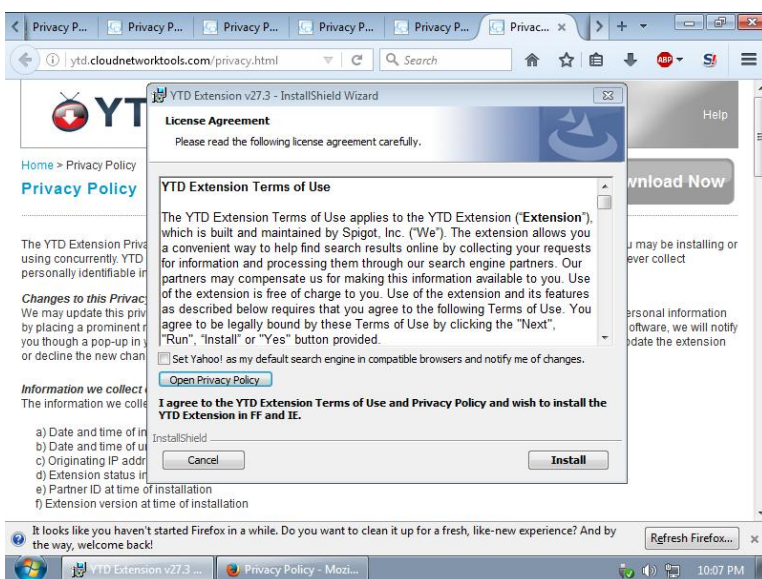 Privacy P...
Privacy P...
Privacy P...
Privacy P...
Privacy P...
Privac...
ytd.cloudnetworktools.com/privacy.html
Search
ABP
YT
Help
Home > Privacy Policy
Privacy Policy
wnload Now
The YTD Extension Priva
u may be installing or
using concurrently. YTD
ever collect
personally identifiable in
Changes to this Privac
We may update this priv
ersonal information
by placing a prominent n
oftware, we will notify
you though a pop-up in y
pdate the extension
or decline the new chan
Information we collect
The information we colle
a) Date and time of in
b) Date and time of u
c) Originating IP addr
d) Extension status in
e) Partner ID at time of installation
f) Extension version at time of installation
YTD Extension v27.3 - InstallShield Wizard
License Agreement
Please read the following license agreement carefully.
YTD Extension Terms of Use
The YTD Extension Terms of Use applies to the YTD Extension (“Extension”),
which is built and maintained by Spigot, Inc. (“We”). The extension allows you
a convenient way to help find search results online by collecting your requests
for information and processing them through our search engine partners. Our
partners may compensate us for making this information available to you. Use
of the extension is free of charge to you. Use of the extension and its features
as described below requires that you agree to the following Terms of Use. You
agree to be legally bound by these Terms of Use by clicking the "Next",
"Run", “Install” or "Yes" button provided.
Set Yahoo! as my default search engine in compatible browsers and notify me of changes.
Open Privacy Policy
I agree to the YTD Extension Terms of Use and Privacy Policy and wish to install the
YTD Extension in FF and IE.
InstallShield
Cancel
Install
It looks like you haven't started Firefox in a while. Do you want to clean it up for a fresh, like-new experience? And by
the way, welcome back!
Refresh Firefox...
YTD Extension v27.3 ...
Privacy Policy - Mozi...
10:07 PM